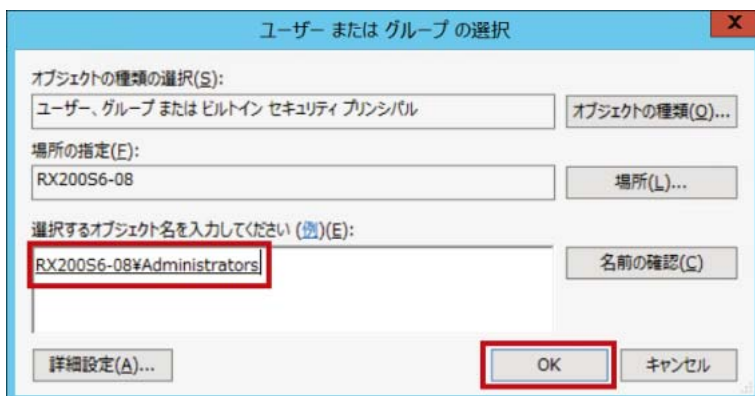 ユーザー または グループ の選択
X
オブジェクトの種類の選択(S):
ユーザー、グループ または ビルトイン セキュリティ プリンシパル
オブジェクトの種類(O)...
場所の指定(F):
RX200S6-08
場所(L)...
選択するオブジェクト名を入力してください (例)(E):
RX200S6-08¥Administrators
名前の確認(C)
詳細設定(A)...
OK
キャンセル